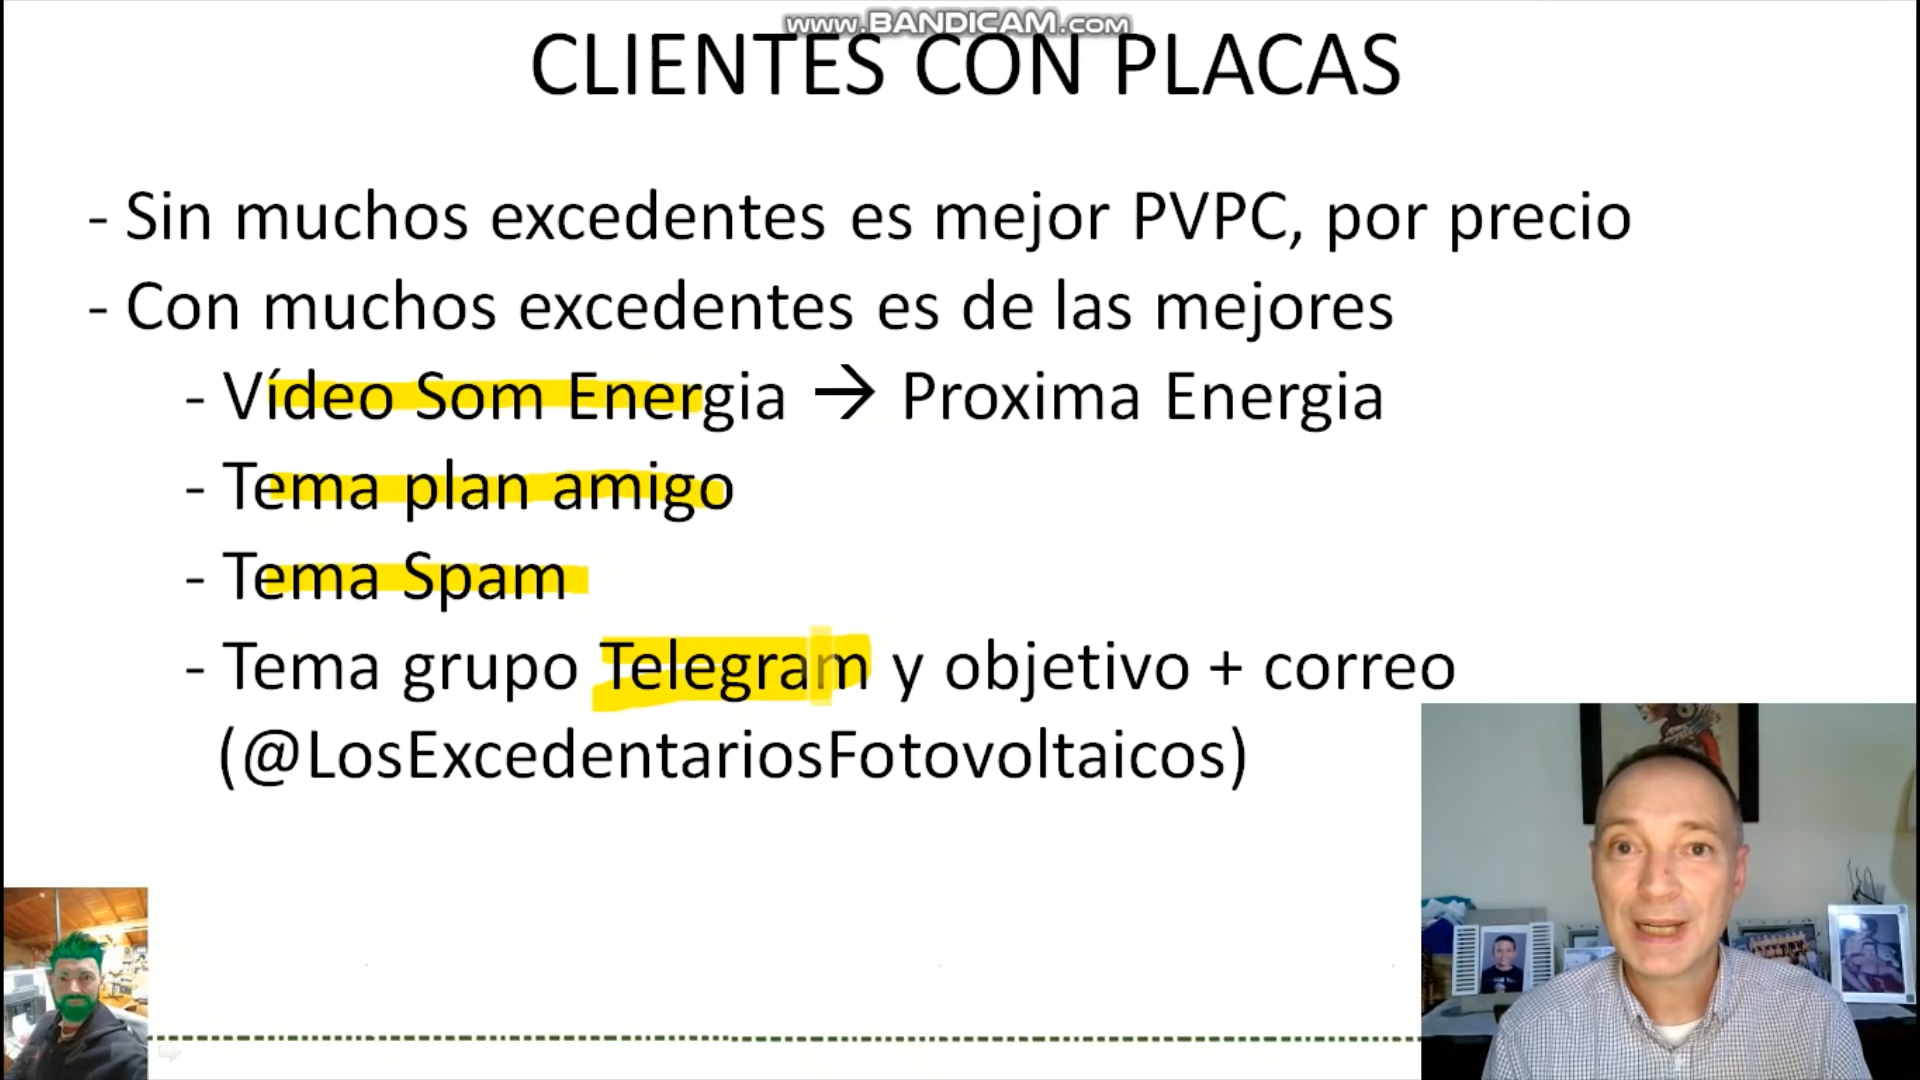 www.BANDICAM.com
CLIENTES CON PLACAS
- Sin muchos excedentes es mejor PVPC, por precio
- Con muchos excedentes es de las mejores
- Vídeo Som Energia → Proxima Energia
- Tema plan amigo
- Tema Spam
- Tema grupo Telegram y objetivo + correo
(@LosExcedentariosFotovoltaicos)